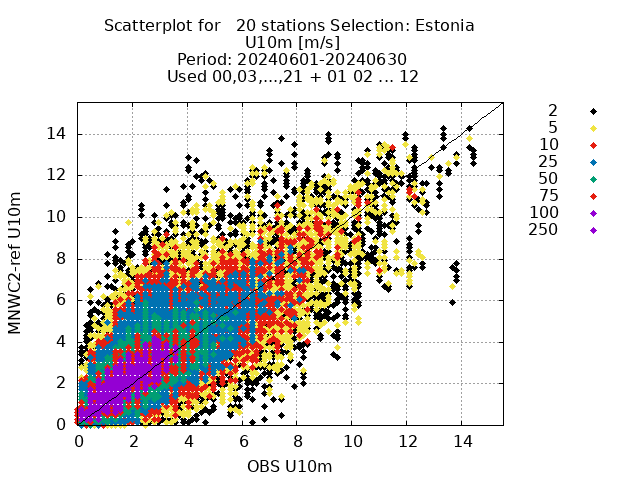 Scatterplot for   20 stations Selection: Estonia
U10m [m/s]
Period: 20240601-20240630
Used 00,03,...,21 + 01 02 ... 12
2
5
10
25
50
75
100
250
MNWC2-ref U10m
14
12
10
8
6
4
2
0
0 2 4 6 8 10 12 14
OBS U10m